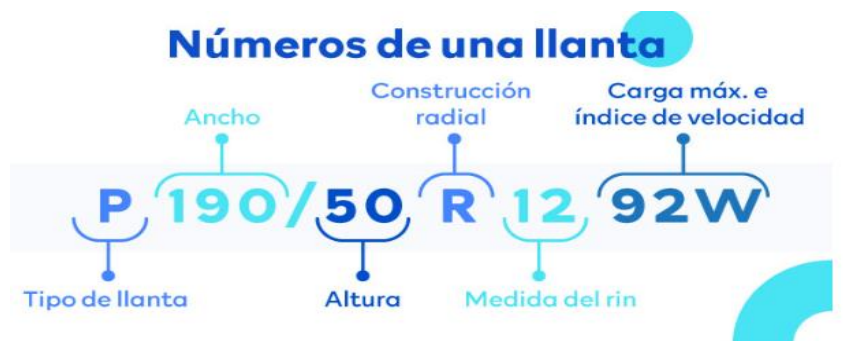 Números de una llanta
Ancho
Construcción
radial
Carga máx. e
índice de velocidad
P 190/50 R 12 92W
Tipo de llanta
Altura
Medida del rin